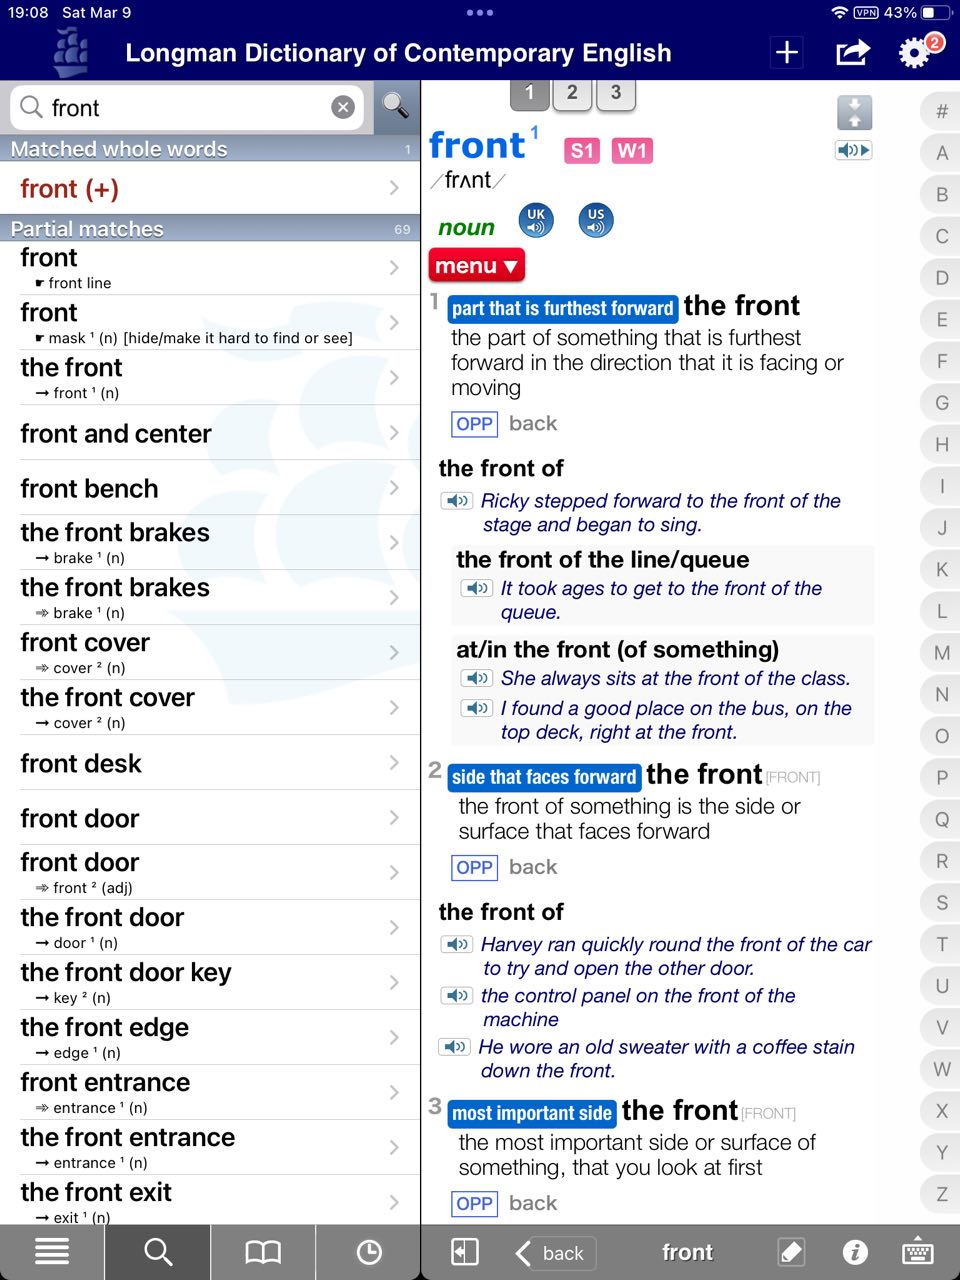 19:08 Sat Mar 9
VPN 43%
Longman Dictionary of Contemporary English
2
front
Matched whole words 1
front (+)
Partial matches 69
front
☛ front line
front
☛ mask ¹ (n) [hide/make it hard to find or see]
the front
→ front ¹ (n)
front and center
front bench
the front brakes
→ brake ¹ (n)
the front brakes
⇒ brake ¹ (n)
front cover
⇒ cover ² (n)
the front cover
→ cover ² (n)
front desk
front door
front door
⇒ front ² (adj)
the front door
→ door ¹ (n)
the front door key
→ key ² (n)
the front edge
→ edge ¹ (n)
front entrance
⇒ entrance ¹ (n)
the front entrance
→ entrance ¹ (n)
the front exit
→ exit ¹ (n)
1 2 3
front ¹ S1 W1
/frʌnt/
noun UK US
menu ▼
1 part that is furthest forward the front
the part of something that is furthest
forward in the direction that it is facing or
moving
OPP back
the front of
Ricky stepped forward to the front of the
stage and began to sing.
the front of the line/queue
It took ages to get to the front of the
queue.
at/in the front (of something)
She always sits at the front of the class.
I found a good place on the bus, on the
top deck, right at the front.
2 side that faces forward the front [FRONT]
the front of something is the side or
surface that faces forward
OPP back
the front of
Harvey ran quickly round the front of the car
to try and open the other door.
the control panel on the front of the
machine
He wore an old sweater with a coffee stain
down the front.
3 most important side the front [FRONT]
the most important side or surface of
something, that you look at first
OPP back
#
A
B
C
D
E
F
G
H
I
J
K
L
M
N
O
P
Q
R
S
T
U
V
W
X
Y
Z
back front